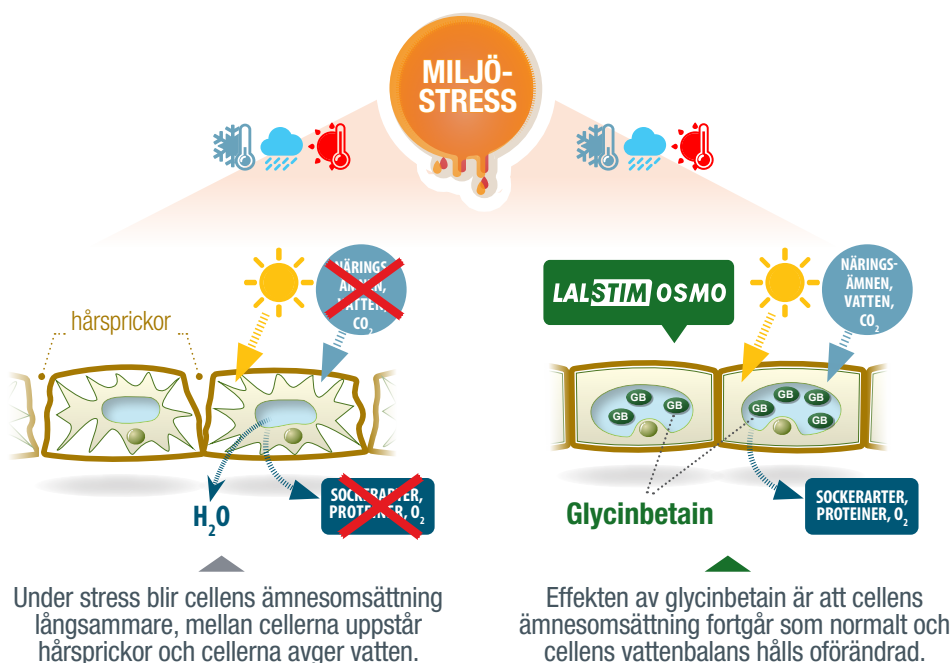 MILJÖ-
STRESS
hårsprickor
NÄRINGS-
ÄMNEN,
VATTEN,
CO₂
H₂O
SOCKERARTER,
PROTEINER, O₂
Under stress blir cellens ämnesomsättning
långsammare, mellan cellerna uppstår
hårsprickor och cellerna avger vatten.
LALSTIM OSMO
NÄRINGS-
ÄMNEN,
VATTEN,
CO₂
GB
GB
GB
GB
GB
GB
GB
GB
Glycinbetain
SOCKERARTER,
PROTEINER, O₂
Effekten av glycinbetain är att cellens
ämnesomsättning fortgår som normalt och
cellens vattenbalans hålls oförändrad.